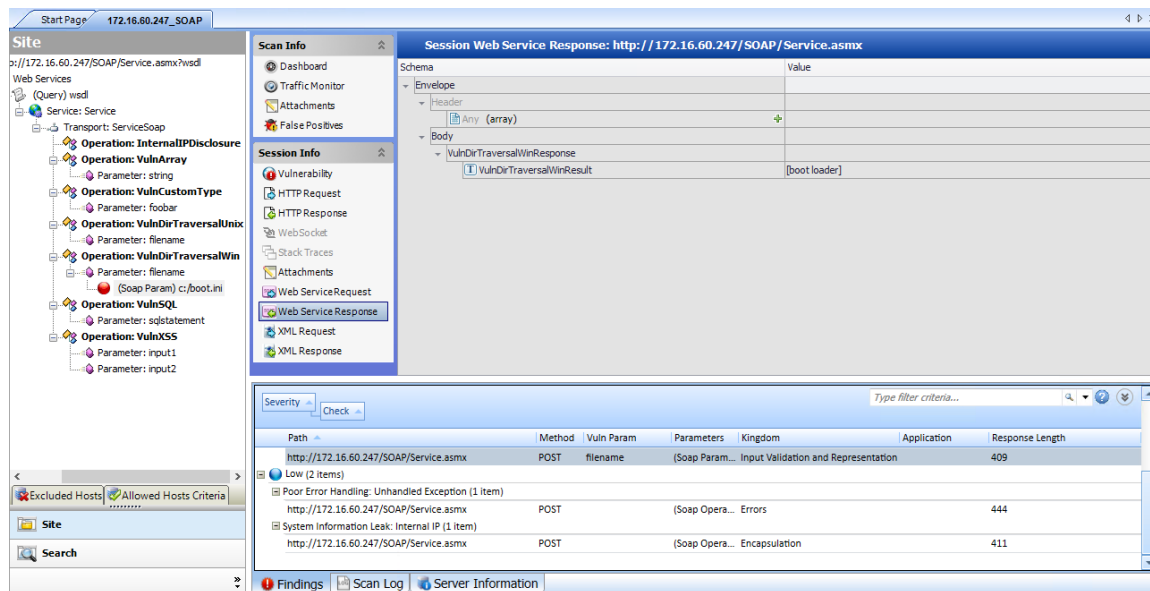 Start Page
172.16.60.247_SOAP
Site
p://172.16.60.247/SOAP/Service.asmx?wsdl
Web Services
(Query) wsdl
Service: Service
Transport: ServiceSoap
Operation: InternalIPDisclosure
Operation: VulnArray
Parameter: string
Operation: VulnCustomType
Parameter: foobar
Operation: VulnDirTraversalUnix
Parameter: filename
Operation: VulnDirTraversalWin
Parameter: filename
(Soap Param) c:/boot.ini
Operation: VulnSQL
Parameter: sqlstatement
Operation: VulnXSS
Parameter: input1
Parameter: input2
Excluded Hosts
Allowed Hosts Criteria
Site
Search
Scan Info
Dashboard
Traffic Monitor
Attachments
False Positives
Session Info
Vulnerability
HTTP Request
HTTP Response
WebSocket
Stack Traces
Attachments
Web Service Request
Web Service Response
XML Request
XML Response
Session Web Service Response: http://172.16.60.247/SOAP/Service.asmx
Schema Value
Envelope
Header
Any (array)
Body
VulnDirTraversalWinResponse
VulnDirTraversalWinResult [boot loader]
Severity
Check
Type filter criteria...
Path Method Vuln Param Parameters Kingdom Application Response Length
http://172.16.60.247/SOAP/Service.asmx POST filename (Soap Param... Input Validation and Representation 409
Low (2 items)
Poor Error Handling: Unhandled Exception (1 item)
http://172.16.60.247/SOAP/Service.asmx POST (Soap Opera... Errors 444
System Information Leak: Internal IP (1 item)
http://172.16.60.247/SOAP/Service.asmx POST (Soap Opera... Encapsulation 411
Findings
Scan Log
Server Information